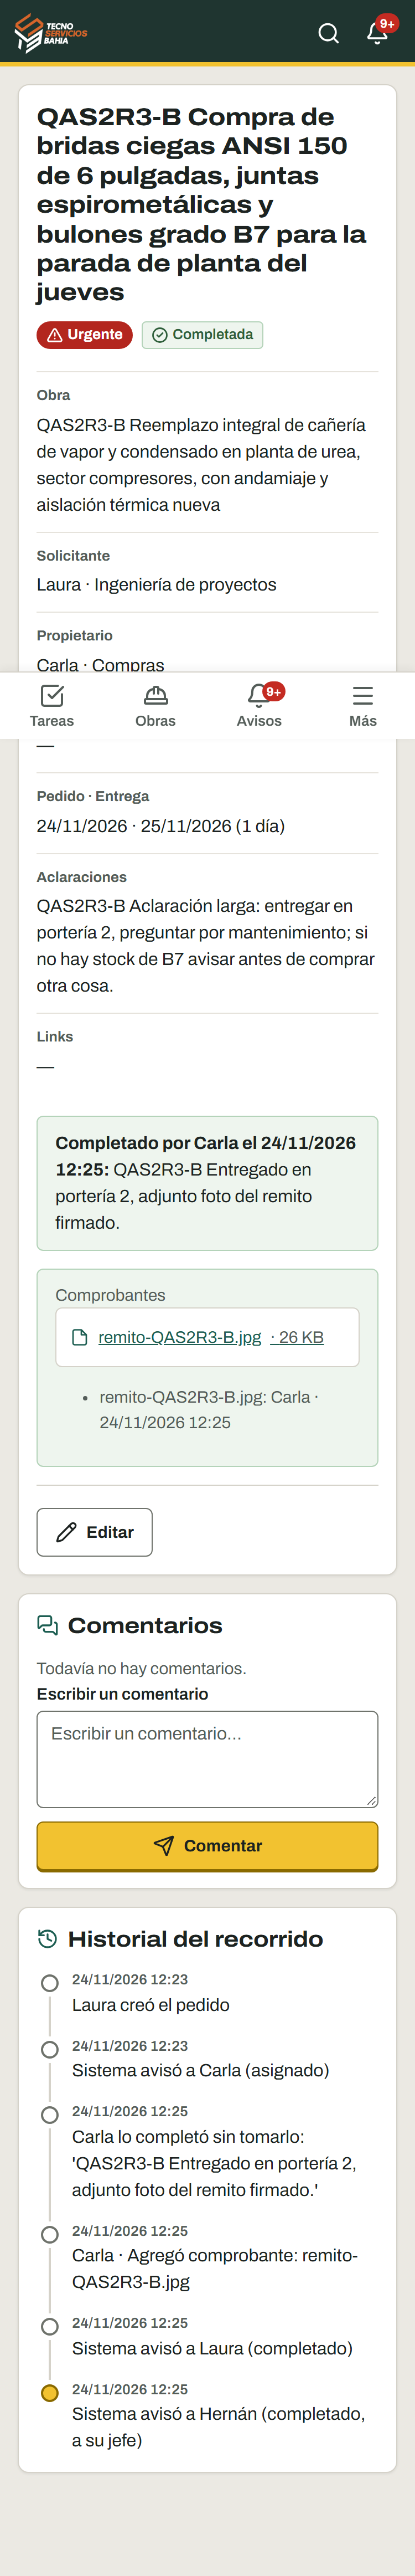 TECNO
SERVICIOS
BAHIA
9+
QAS2R3-B Compra de
bridas ciegas ANSI 150
de 6 pulgadas, juntas
espirometálicas y
bulones grado B7 para la
parada de planta del
jueves
Urgente
Completada
Obra
QAS2R3-B Reemplazo integral de cañería
de vapor y condensado en planta de urea,
sector compresores, con andamiaje y
aislación térmica nueva
Solicitante
Laura · Ingeniería de proyectos
Propietario
Carla · Compras
Tareas
Obras
9+
Avisos
Más
—
Pedido · Entrega
24/11/2026 · 25/11/2026 (1 día)
Aclaraciones
QAS2R3-B Aclaración larga: entregar en
portería 2, preguntar por mantenimiento; si
no hay stock de B7 avisar antes de comprar
otra cosa.
Links
—
Completado por Carla el 24/11/2026
12:25: QAS2R3-B Entregado en
portería 2, adjunto foto del remito
firmado.
Comprobantes
remito-QAS2R3-B.jpg · 26 KB
• remito-QAS2R3-B.jpg: Carla ·
24/11/2026 12:25
Editar
Comentarios
Todavía no hay comentarios.
Escribir un comentario
Escribir un comentario...
Comentar
Historial del recorrido
24/11/2026 12:23
Laura creó el pedido
24/11/2026 12:23
Sistema avisó a Carla (asignado)
24/11/2026 12:25
Carla lo completó sin tomarlo:
'QAS2R3-B Entregado en portería 2,
adjunto foto del remito firmado.'
24/11/2026 12:25
Carla · Agregó comprobante: remito-
QAS2R3-B.jpg
24/11/2026 12:25
Sistema avisó a Laura (completado)
24/11/2026 12:25
Sistema avisó a Hernán (completado,
a su jefe)